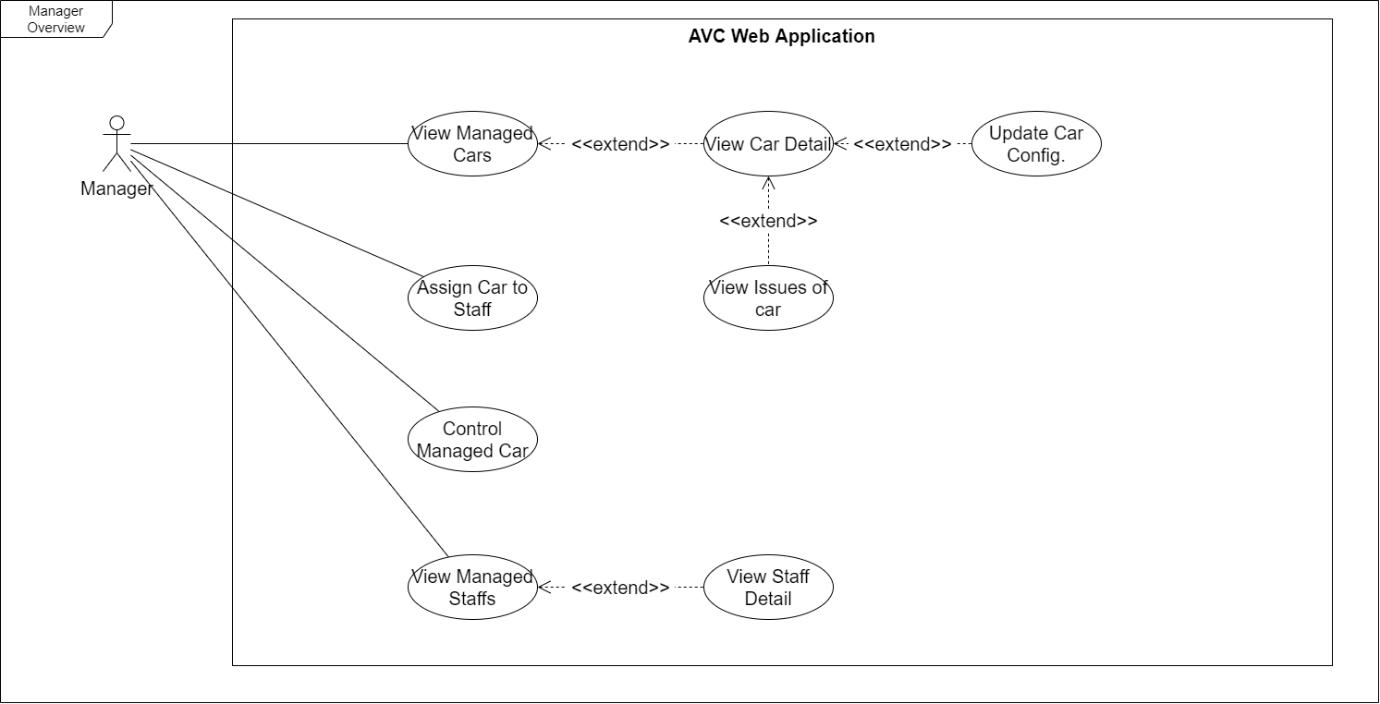 Manager
Overview
AVC Web Application
Manager
View Managed
Cars
<<extend>>
View Car Detail
<<extend>>
Update Car
Config.
<<extend>>
Assign Car to
Staff
View Issues of
car
Control
Managed Car
View Managed
Staffs
<<extend>>
View Staff
Detail